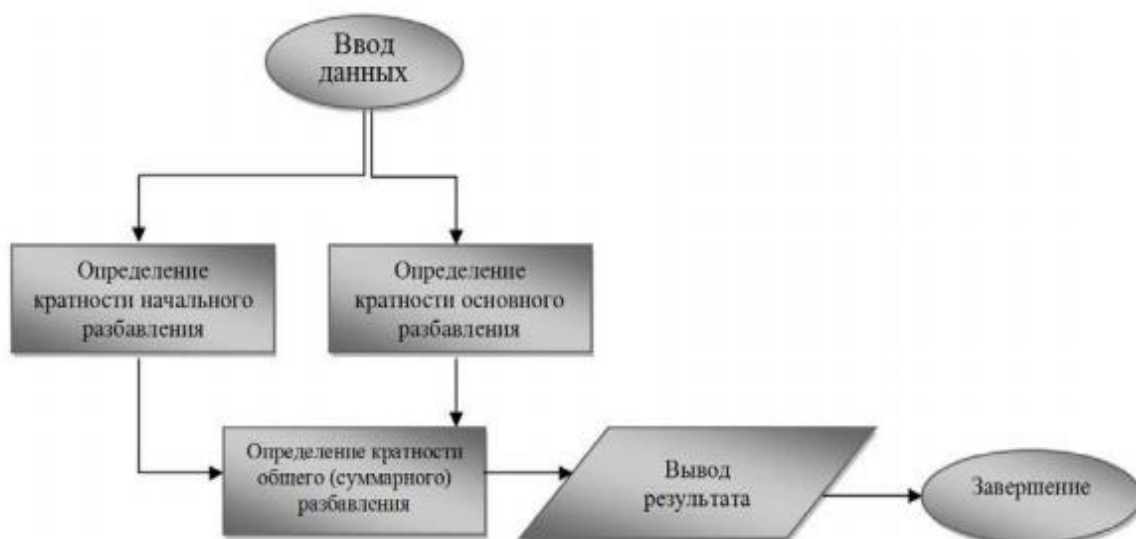 Ввод
данных
Определение
кратности начального
разбавления
Определение
кратности основного
разбавления
Определение кратности
общего (суммарного)
разбавления
Вывод
результата
Завершение